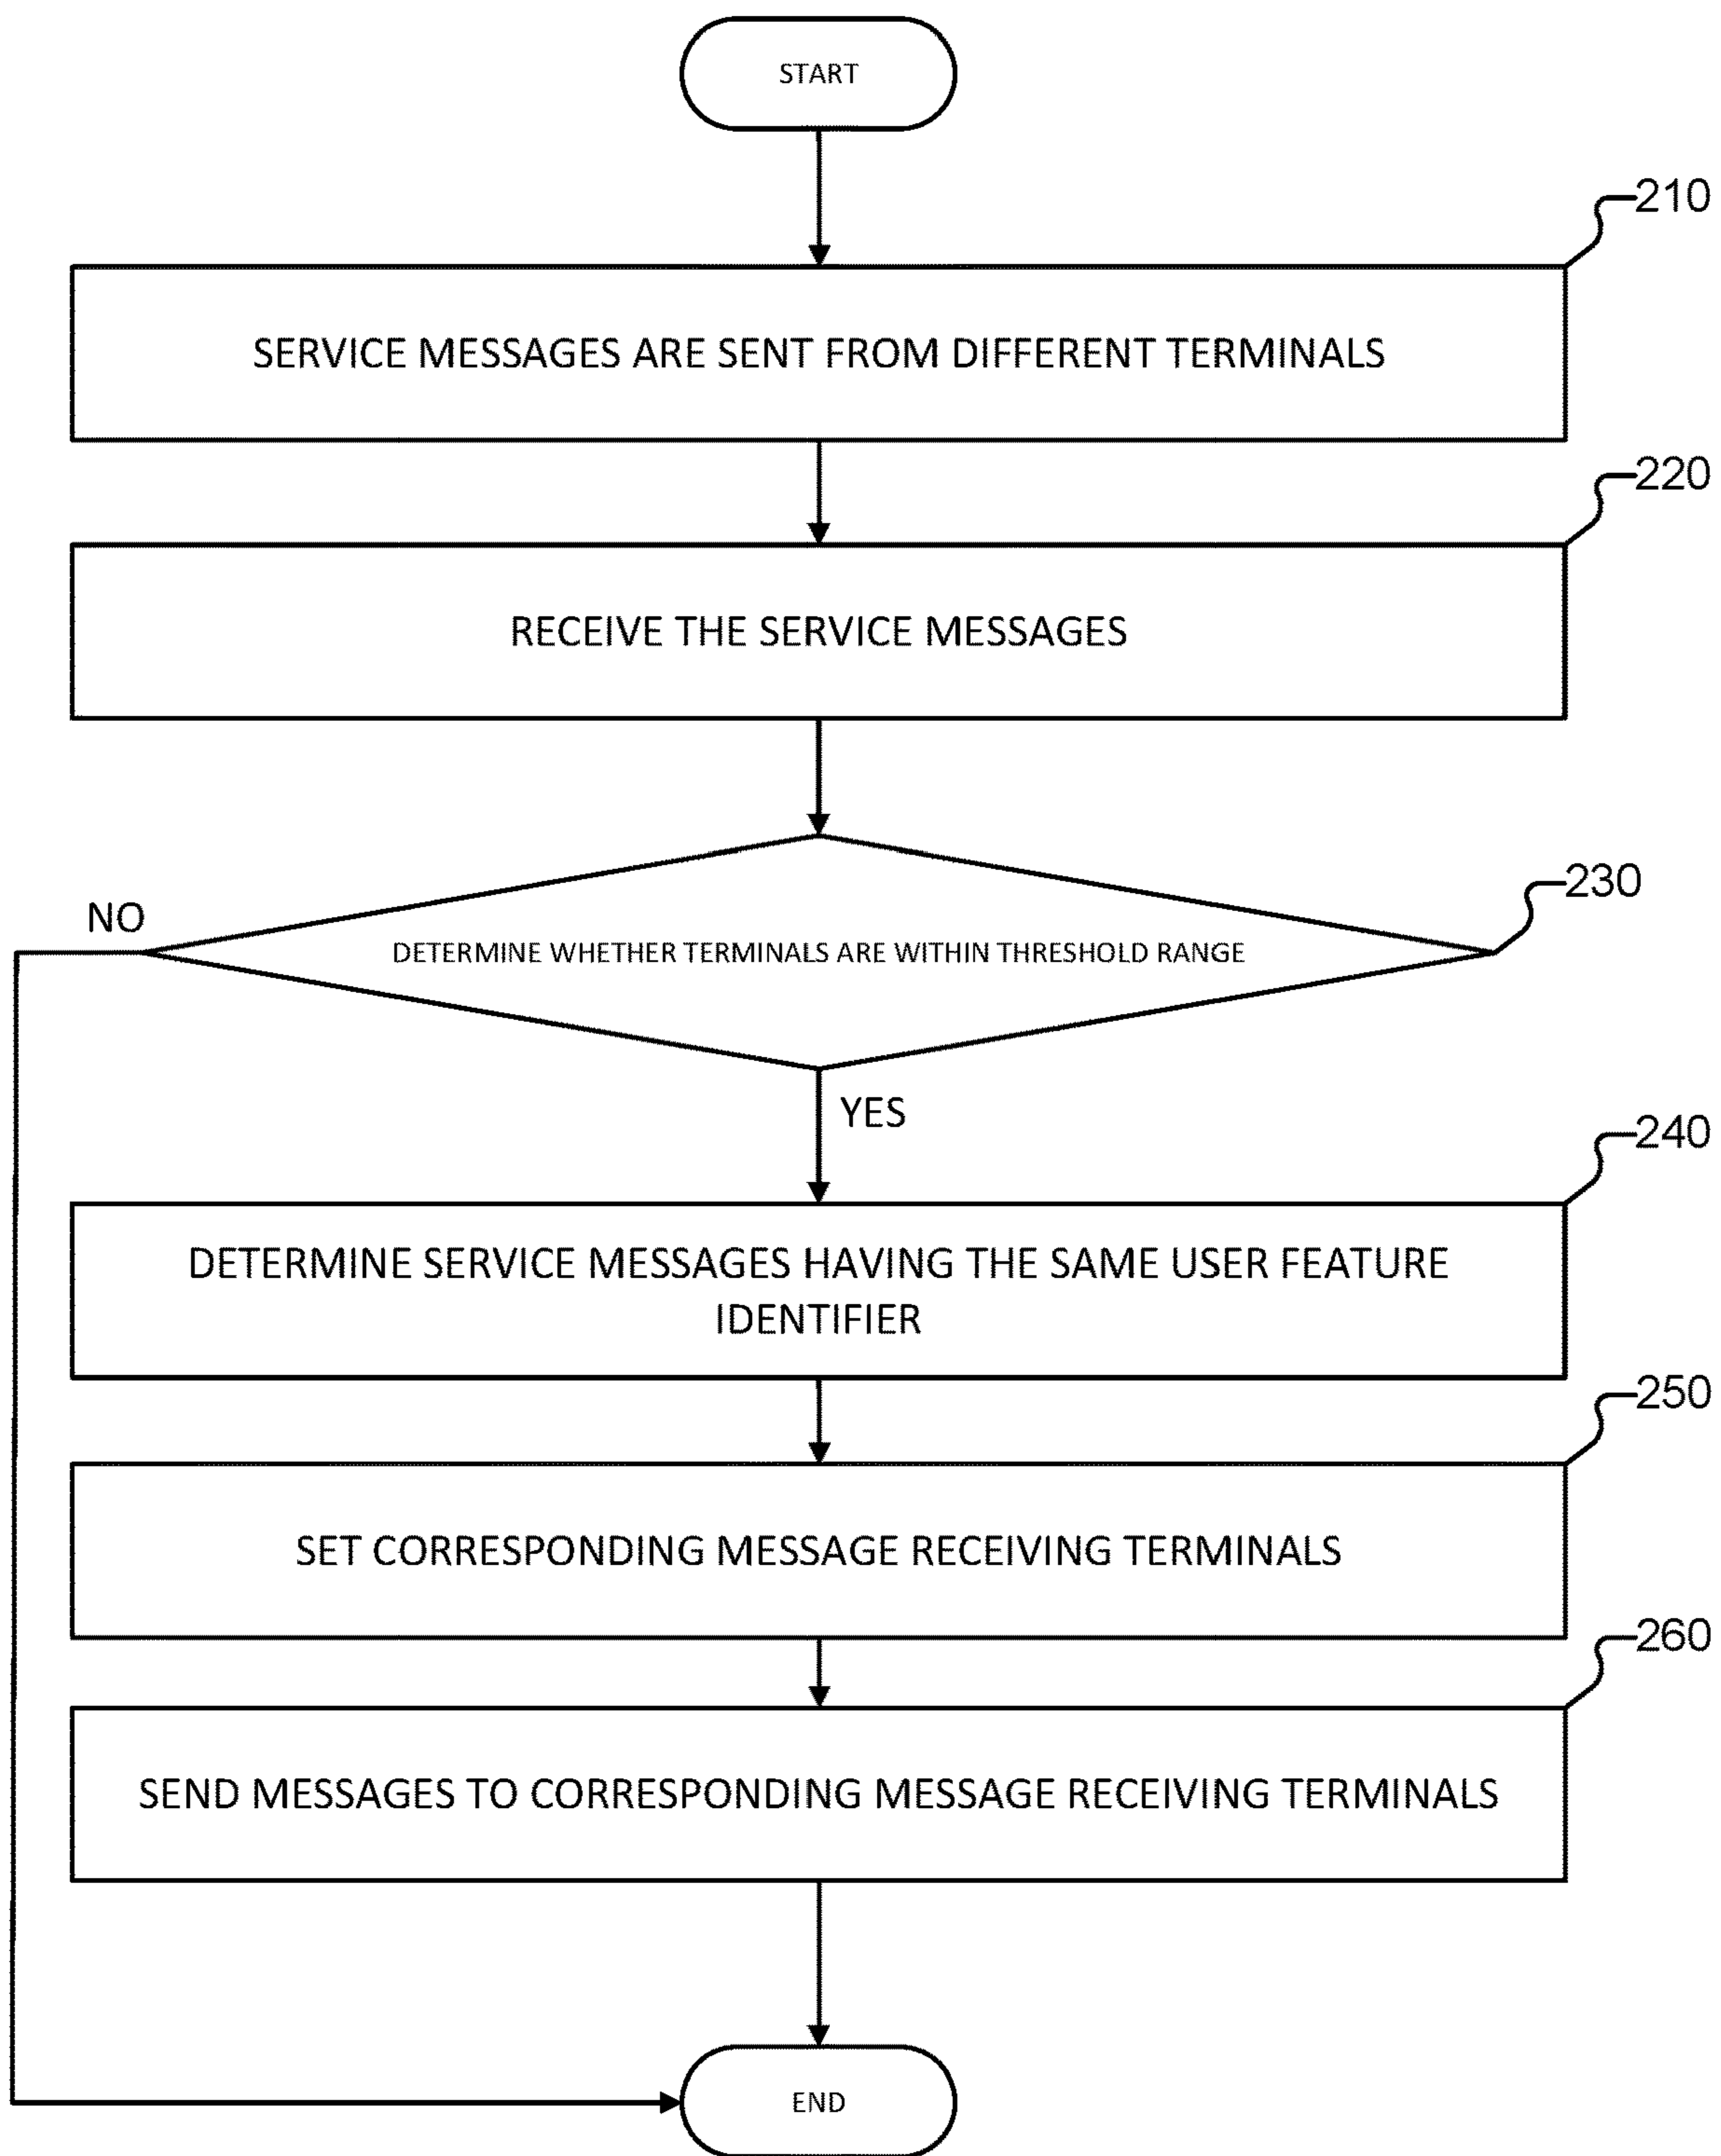 START
210
SERVICE MESSAGES ARE SENT FROM DIFFERENT TERMINALS
220
RECEIVE THE SERVICE MESSAGES
230
NO
DETERMINE WHETHER TERMINALS ARE WITHIN THRESHOLD RANGE
YES
240
DETERMINE SERVICE MESSAGES HAVING THE SAME USER FEATURE
IDENTIFIER
250
SET CORRESPONDING MESSAGE RECEIVING TERMINALS
260
SEND MESSAGES TO CORRESPONDING MESSAGE RECEIVING TERMINALS
END